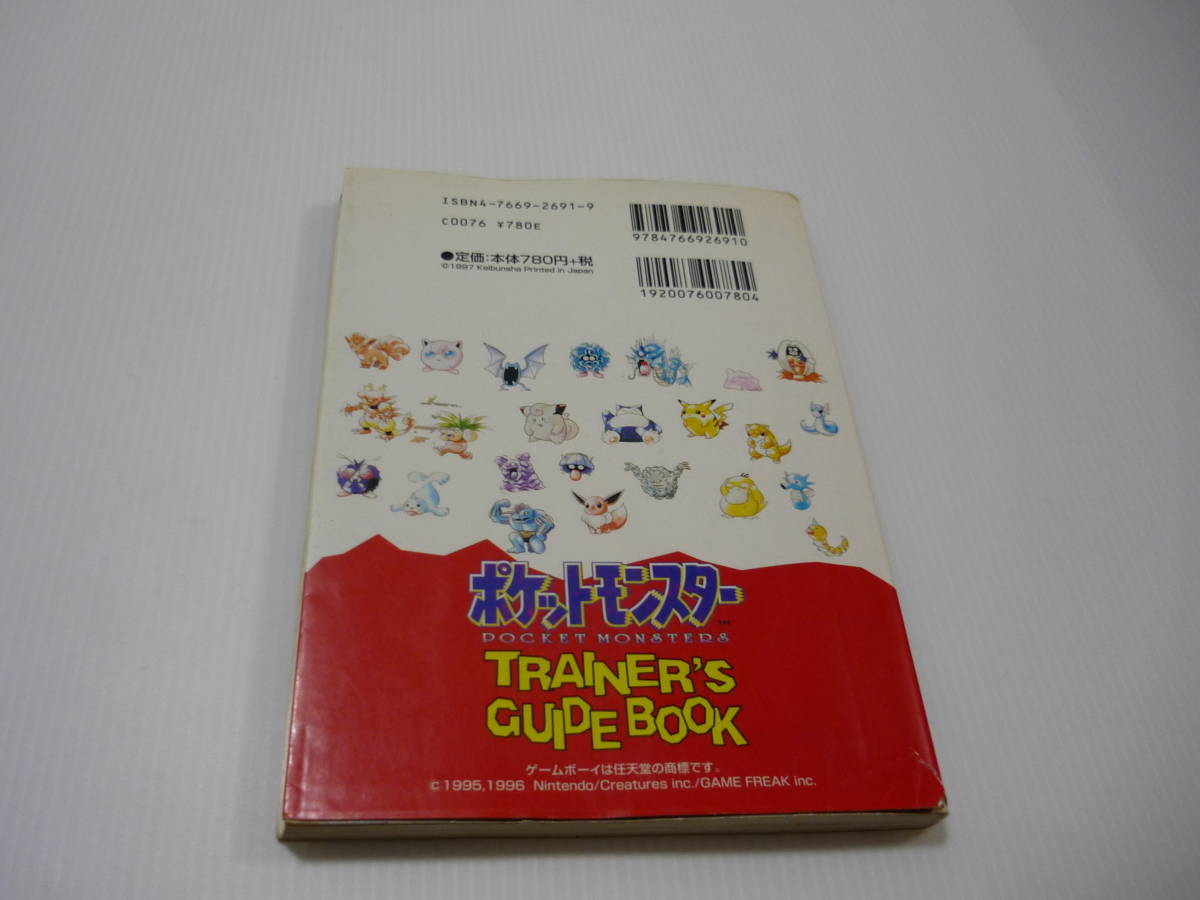 ISBN4-7669-2691-9
C0076 ¥780E
9784766926910
●定価:本体780円+税
©1997 Keibunsha Printed in Japan
1920076007804
ポケットモンスター™
POCKET MONSTERS
TRAINER'S
GUIDE BOOK
ゲームボーイは任天堂の商標です。
©1995,1996 Nintendo/Creatures inc./GAME FREAK inc.